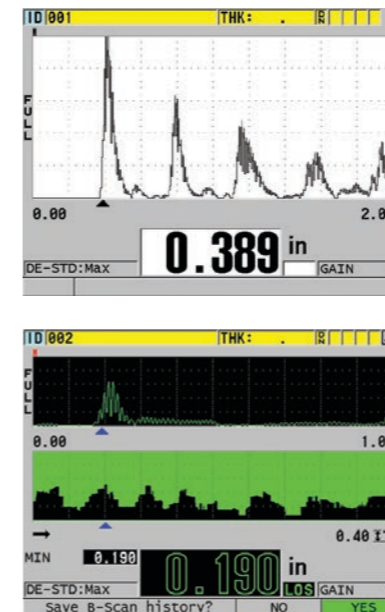 ID 001 THK: .
FULL
0.00 2.0
0.389 in
DE-STD:Max GAIN
ID 002 THK: .
FULL
0.00 1.0
0.40
MIN 0.190
0.190 in
DE-STD:Max LOS GAIN
Save B-Scan history? NO YES